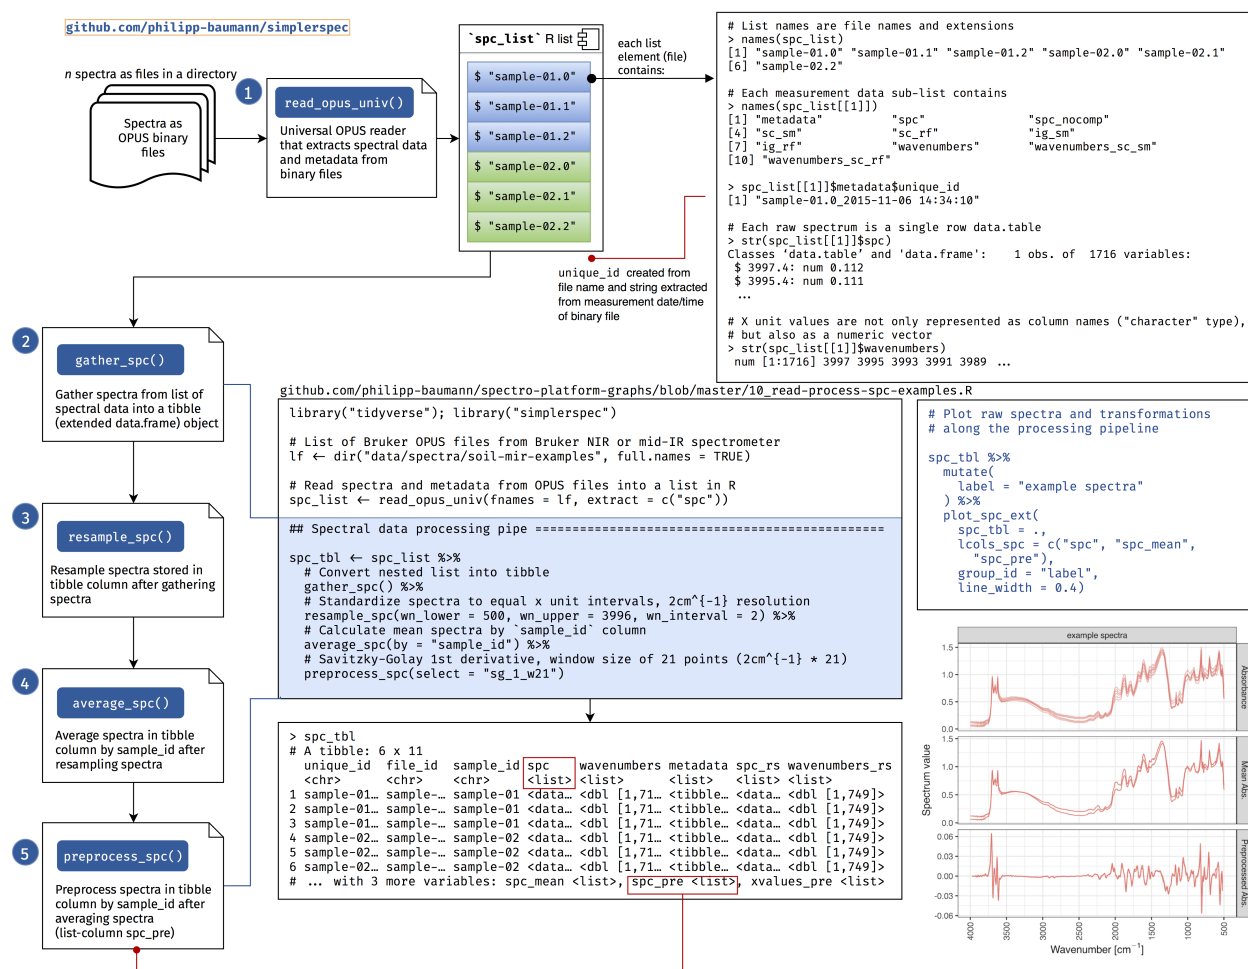 github.com/philipp-baumann/simplerspec
n spectra as files in a directory
Spectra as
OPUS binary
files
1
read_opus_univ()
Universal OPUS reader
that extracts spectral data
and metadata from
binary files
`spc_list` R list
$ "sample-01.0"
$ "sample-01.1"
$ "sample-01.2"
$ "sample-02.0"
$ "sample-02.1"
$ "sample-02.2"
each list
element (file)
contains:
# List names are file names and extensions
> names(spc_list)
[1] "sample-01.0" "sample-01.1" "sample-01.2" "sample-02.0" "sample-02.1"
[6] "sample-02.2"
# Each measurement data sub-list contains
> names(spc_list[[1]])
[1] "metadata" "spc" "spc_nocomp"
[4] "sc_sm" "sc_rf" "ig_sm"
[7] "ig_rf" "wavenumbers" "wavenumbers_sc_sm"
[10] "wavenumbers_sc_rf"
> spc_list[[1]]$metadata$unique_id
[1] "sample-01.0_2015-11-06 14:34:10"
# Each raw spectrum is a single row data.table
> str(spc_list[[1]]$spc)
Classes ‘data.table’ and 'data.frame': 1 obs. of 1716 variables:
$ 3997.4: num 0.112
$ 3995.4: num 0.111
...
# X unit values are not only represented as column names ("character" type),
# but also as a numeric vector
> str(spc_list[[1]]$wavenumbers)
num [1:1716] 3997 3995 3993 3991 3989 ...
unique_id created from
file name and string extracted
from measurement date/time
of binary file
2
gather_spc()
Gather spectra from list of
spectral data into a tibble
(extended data.frame) object
3
resample_spc()
Resample spectra stored in
tibble column after gathering
spectra
4
average_spc()
Average spectra in tibble
column by sample_id after
resampling spectra
5
preprocess_spc()
Preprocess spectra in tibble
column by sample_id after
averaging spectra
(list-column spc_pre)
github.com/philipp-baumann/spectro-platform-graphs/blob/master/10_read-process-spc-examples.R
library("tidyverse"); library("simplerspec")
# List of Bruker OPUS files from Bruker NIR or mid-IR spectrometer
lf ← dir("data/spectra/soil-mir-examples", full.names = TRUE)
# Read spectra and metadata from OPUS files into a list in R
spc_list ← read_opus_univ(fnames = lf, extract = c("spc"))
## Spectral data processing pipe ===============================================
spc_tbl ← spc_list %>%
# Convert nested list into tibble
gather_spc() %>%
# Standardize spectra to equal x unit intervals, 2cm^{-1} resolution
resample_spc(wn_lower = 500, wn_upper = 3996, wn_interval = 2) %>%
# Calculate mean spectra by `sample_id` column
average_spc(by = "sample_id") %>%
# Savitzky-Golay 1st derivative, window size of 21 points (2cm^{-1} * 21)
preprocess_spc(select = "sg_1_w21")
> spc_tbl
# A tibble: 6 x 11
unique_id file_id sample_id spc wavenumbers metadata spc_rs wavenumbers_rs
<chr> <chr> <chr> <list> <list> <list> <list> <list>
1 sample-01… sample-… sample-01 <data… <dbl [1,71… <tibble… <data… <dbl [1,749]>
2 sample-01… sample-… sample-01 <data… <dbl [1,71… <tibble… <data… <dbl [1,749]>
3 sample-01… sample-… sample-01 <data… <dbl [1,71… <tibble… <data… <dbl [1,749]>
4 sample-02… sample-… sample-02 <data… <dbl [1,71… <tibble… <data… <dbl [1,749]>
5 sample-02… sample-… sample-02 <data… <dbl [1,71… <tibble… <data… <dbl [1,749]>
6 sample-02… sample-… sample-02 <data… <dbl [1,71… <tibble… <data… <dbl [1,749]>
# ... with 3 more variables: spc_mean <list>, spc_pre <list>, xvalues_pre <list>
# Plot raw spectra and transformations
# along the processing pipeline
spc_tbl %>%
mutate(
label = "example spectra"
) %>%
plot_spc_ext(
spc_tbl = .,
lcols_spc = c("spc", "spc_mean",
"spc_pre"),
group_id = "label",
line_width = 0.4)
example spectra
1.5
1.0
0.5
0.0
Absorbance
1.5
1.0
0.5
0.0
Mean Abs.
0.06
0.03
0.00
-0.03
-0.06
Preprocessed Abs.
Spectrum value
4000 3500 3000 2500 2000 1500 1000 500
Wavenumber [cm⁻¹]